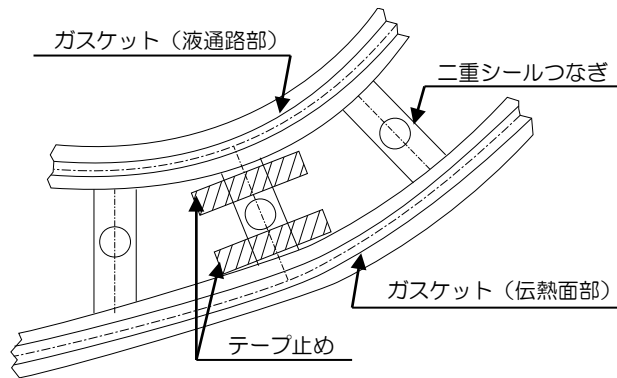 ガスケット（液通路部）
二重シールつなぎ
ガスケット（伝熱面部）
テープ止め